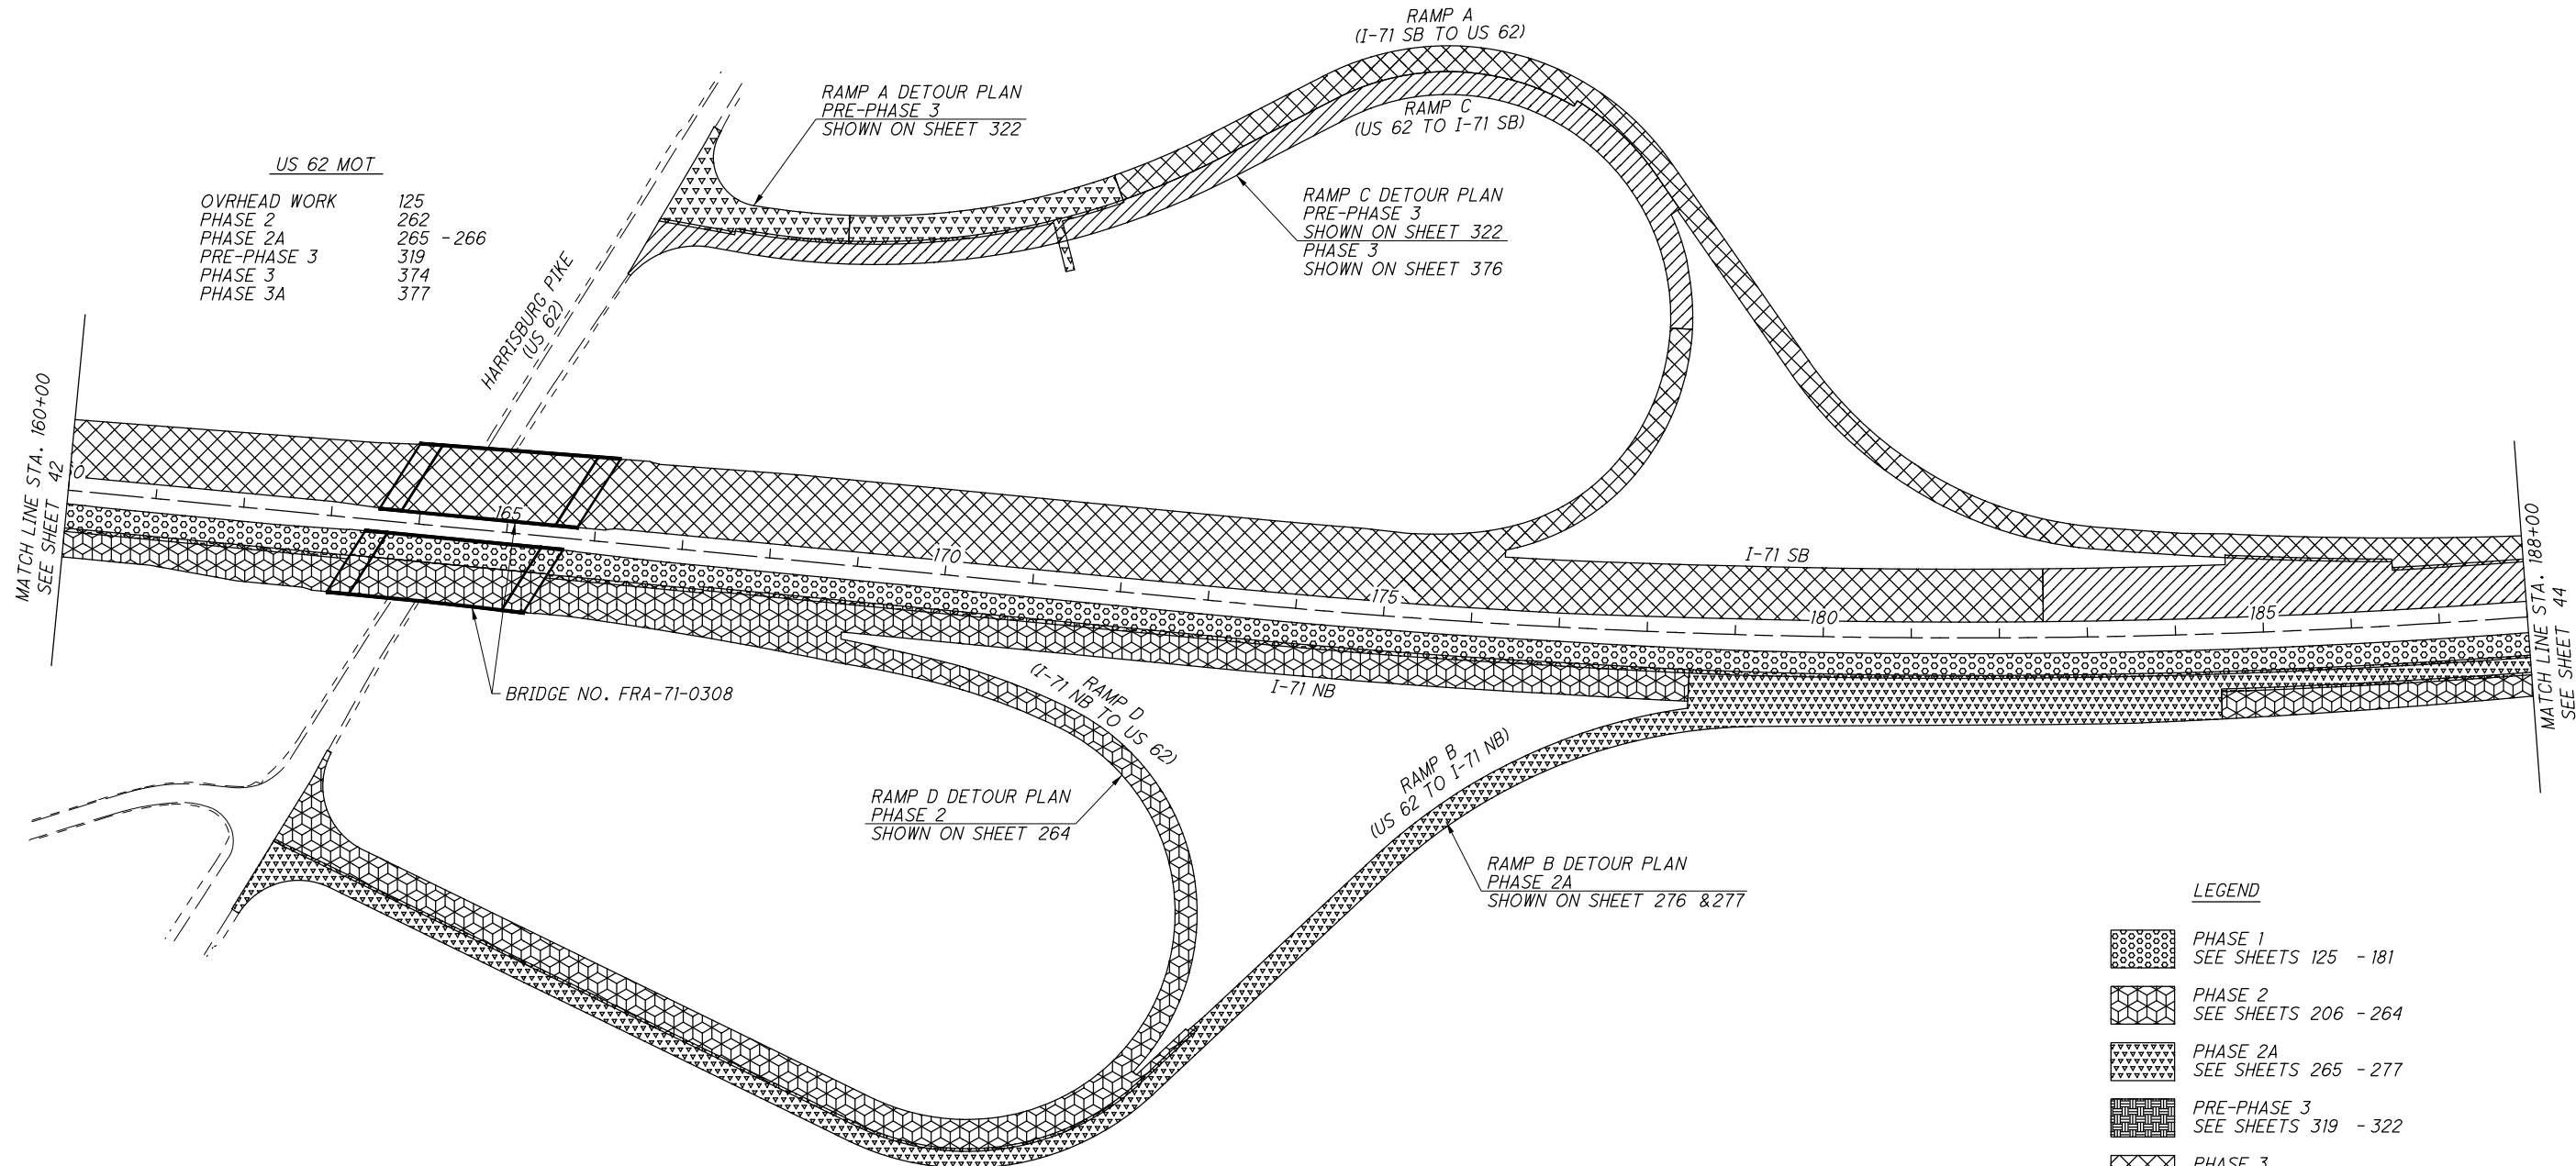 RAMP A
(I-71 SB TO US 62)
RAMP A DETOUR PLAN
PRE-PHASE 3
SHOWN ON SHEET 322
RAMP C
(US 62 TO I-71 SB)
US 62 MOT
OVRHEAD WORK 125
PHASE 2 262
PHASE 2A 265 - 266
PRE-PHASE 3 319
PHASE 3 374
PHASE 3A 377
RAMP C DETOUR PLAN
PRE-PHASE 3
SHOWN ON SHEET 322
PHASE 3
SHOWN ON SHEET 376
HARRISBURG PIKE
(US 62)
MATCH LINE STA. 160+00
SEE SHEET 42
165
170
175
180
185
I-71 SB
MATCH LINE STA. 188+00
SEE SHEET 44
I-71 NB
BRIDGE NO. FRA-71-0308
RAMP D
(I-71 NB TO US 62)
RAMP B
(US 62 TO I-71 NB)
RAMP D DETOUR PLAN
PHASE 2
SHOWN ON SHEET 264
RAMP B DETOUR PLAN
PHASE 2A
SHOWN ON SHEET 276 &277
LEGEND
PHASE 1
SEE SHEETS 125 - 181
PHASE 2
SEE SHEETS 206 - 264
PHASE 2A
SEE SHEETS 265 - 277
PRE-PHASE 3
SEE SHEETS 319 - 322
PHASE 3